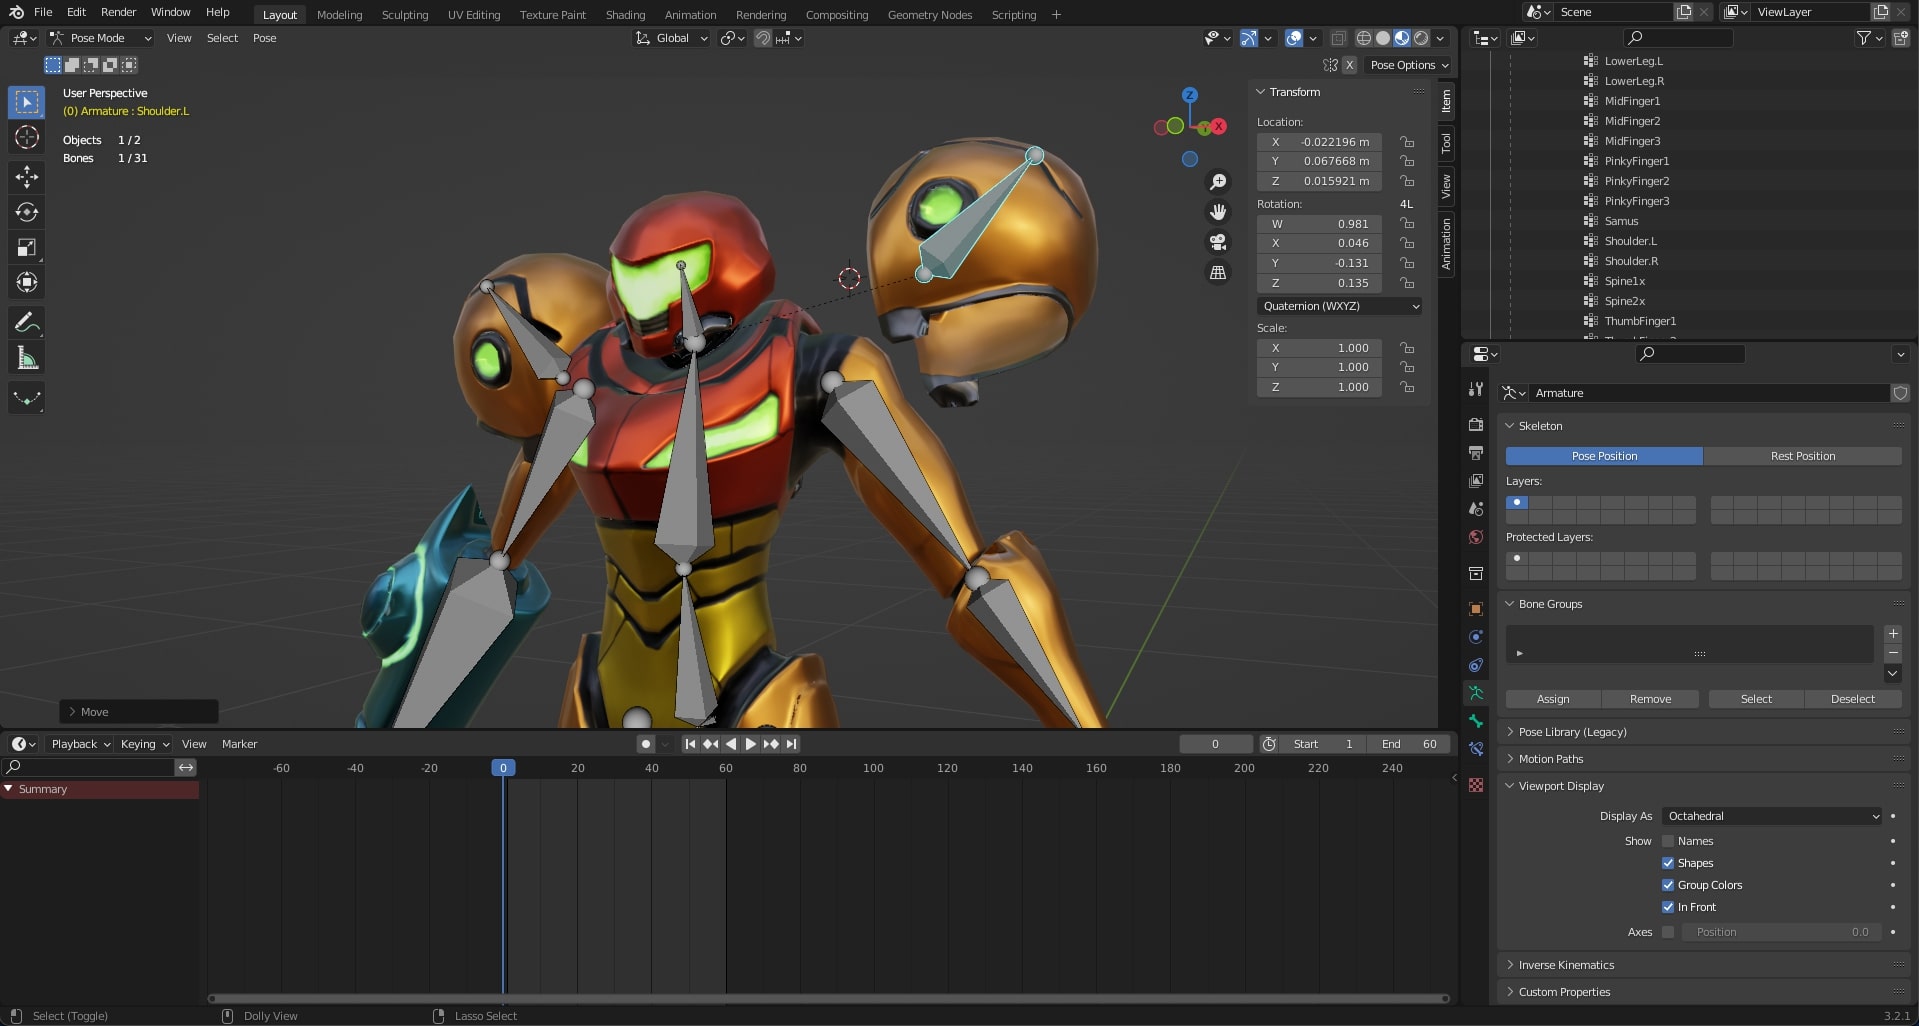 File Edit Render Window Help Layout Modeling Sculpting UV Editing Texture Paint Shading Animation Rendering Compositing Geometry Nodes Scripting + Scene ViewLayer
Pose Mode View Select Pose Global
X Pose Options
User Perspective
(0) Armature : Shoulder.L
Objects 1 / 2
Bones 1 / 31
Z
X
Transform
Location:
X -0.022196 m
Y 0.067668 m
Z 0.015921 m
Rotation: 4L
W 0.981
X 0.046
Y -0.131
Z 0.135
Quaternion (WXYZ)
Scale:
X 1.000
Y 1.000
Z 1.000
Item
Tool
View
Animation
Move
LowerLeg.L
LowerLeg.R
MidFinger1
MidFinger2
MidFinger3
PinkyFinger1
PinkyFinger2
PinkyFinger3
Samus
Shoulder.L
Shoulder.R
Spine1x
Spine2x
ThumbFinger1
Armature
Skeleton
Pose Position Rest Position
Layers:
Protected Layers:
Bone Groups
Assign Remove Select Deselect
Pose Library (Legacy)
Motion Paths
Viewport Display
Display As Octahedral
Show Names
Shapes
Group Colors
In Front
Axes Position 0.0
Inverse Kinematics
Custom Properties
Playback Keying View Marker 0 Start 1 End 60
-60 -40 -20 0 20 40 60 80 100 120 140 160 180 200 220 240
Summary
Select (Toggle) Dolly View Lasso Select 3.2.1